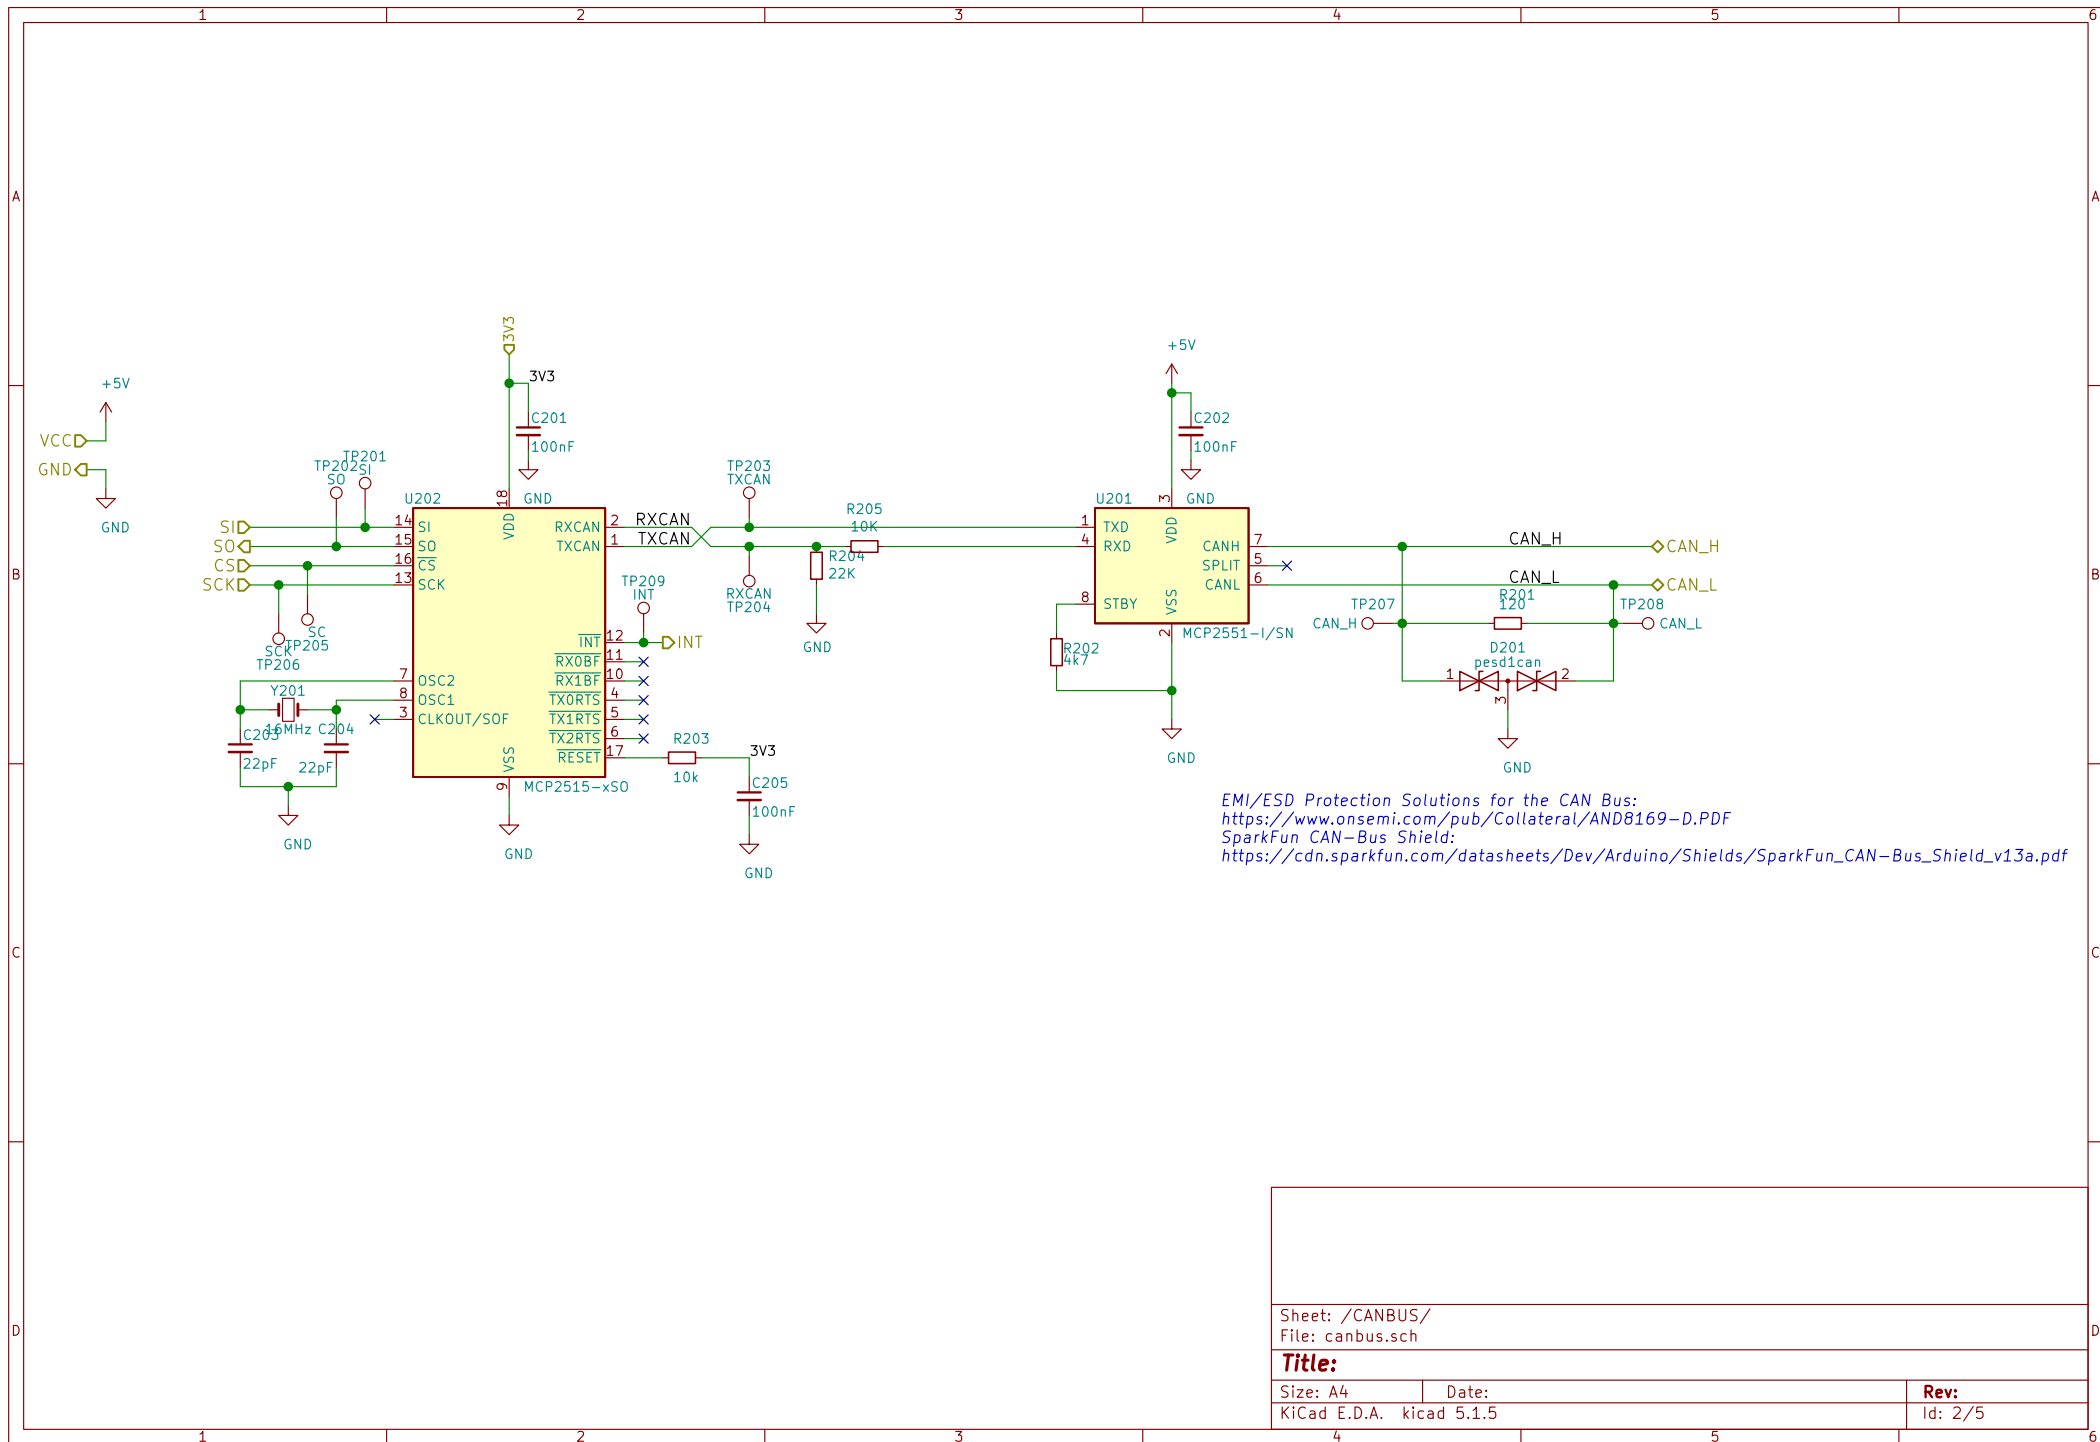 1 2 3 4 5 6
A A
3V3
+5V
+5V
3V3
C201
C202
VCC
100nF
100nF
TP201
GND
TP202
SI
TP203
SO
TXCAN
U202
18
GND
R205
U201
3
GND
GND
SI
14
SI
VDD
RXCAN
2
RXCAN
10K
1
TXD
VDD
SO
15
SO
TXCAN
1
TXCAN
4
RXD
CANH
7
CAN_H
CAN_H
B B
CS
16
CS
R204
SPLIT
5
SCK
13
SCK
22K
CANL
6
CAN_L
CAN_L
TP209
RXCAN
R201
INT
TP204
8
STBY
VSS
TP207
120
TP208
SC
CAN_H
CAN_L
TP205
SCK
TP206
INT
12
INT
GND
2
MCP2551-I/SN
RX0BF
11
R202
4k7
D201
pesd1can
7
OSC2
RX1BF
10
1
2
Y201
8
OSC1
TX0RTS
4
3
16MHz
3
CLKOUT/SOF
TX1RTS
5
C203
C204
TX2RTS
6
R203
3V3
GND
22pF
22pF
VSS
RESET
17
10k
GND
9
MCP2515-xSO
C205
100nF
GND
GND
GND
EMI/ESD Protection Solutions for the CAN Bus:
https://www.onsemi.com/pub/Collateral/AND8169-D.PDF
SparkFun CAN-Bus Shield:
https://cdn.sparkfun.com/datasheets/Dev/Arduino/Shields/SparkFun_CAN-Bus_Shield_v13a.pdf
C C
D D
Sheet: /CANBUS/
File: canbus.sch
Title:
Size: A4 Date: Rev:
KiCad E.D.A. kicad 5.1.5 Id: 2/5
1 2 3 4 5 6